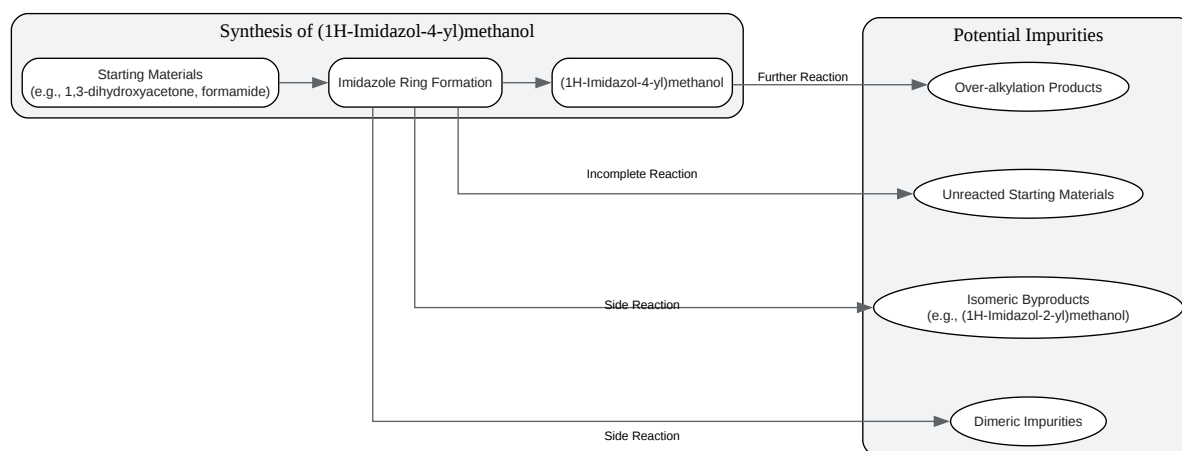 Synthesis of (1H-Imidazol-4-yl)methanol
Potential Impurities
Starting Materials
(e.g., 1,3-dihydroxyacetone, formamide)
Imidazole Ring Formation
(1H-Imidazol-4-yl)methanol
Further Reaction
Over-alkylation Products
Incomplete Reaction
Unreacted Starting Materials
Side Reaction
Isomeric Byproducts
(e.g., (1H-Imidazol-2-yl)methanol)
Side Reaction
Dimeric Impurities